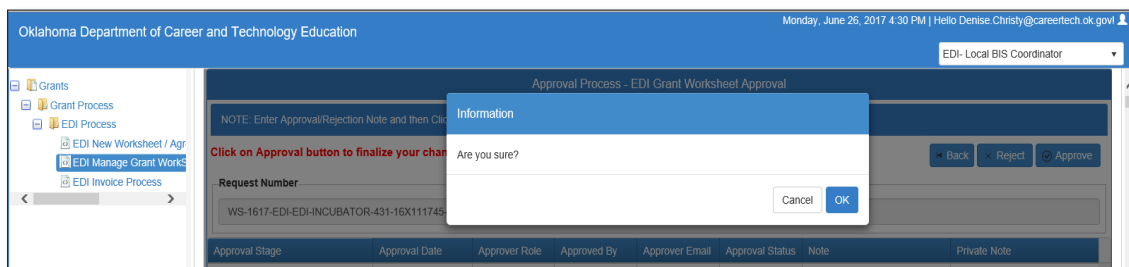 Monday, June 26, 2017 4:30 PM | Hello Denise.Christy@careertech.ok.gov!
Oklahoma Department of Career and Technology Education
EDI- Local BIS Coordinator
Grants
Grant Process
EDI Process
EDI New Worksheet / Agr
EDI Manage Grant WorkS
EDI Invoice Process
Approval Process - EDI Grant Worksheet Approval
NOTE: Enter Approval/Rejection Note and then Clic
Click on Approval button to finalize your chan
Back Reject Approve
Information
Are you sure?
Cancel OK
Request Number
WS-1617-EDI-EDI-INCUBATOR-431-16X111745-
Approval Stage Approval Date Approver Role Approved By Approver Email Approval Status Note Private Note